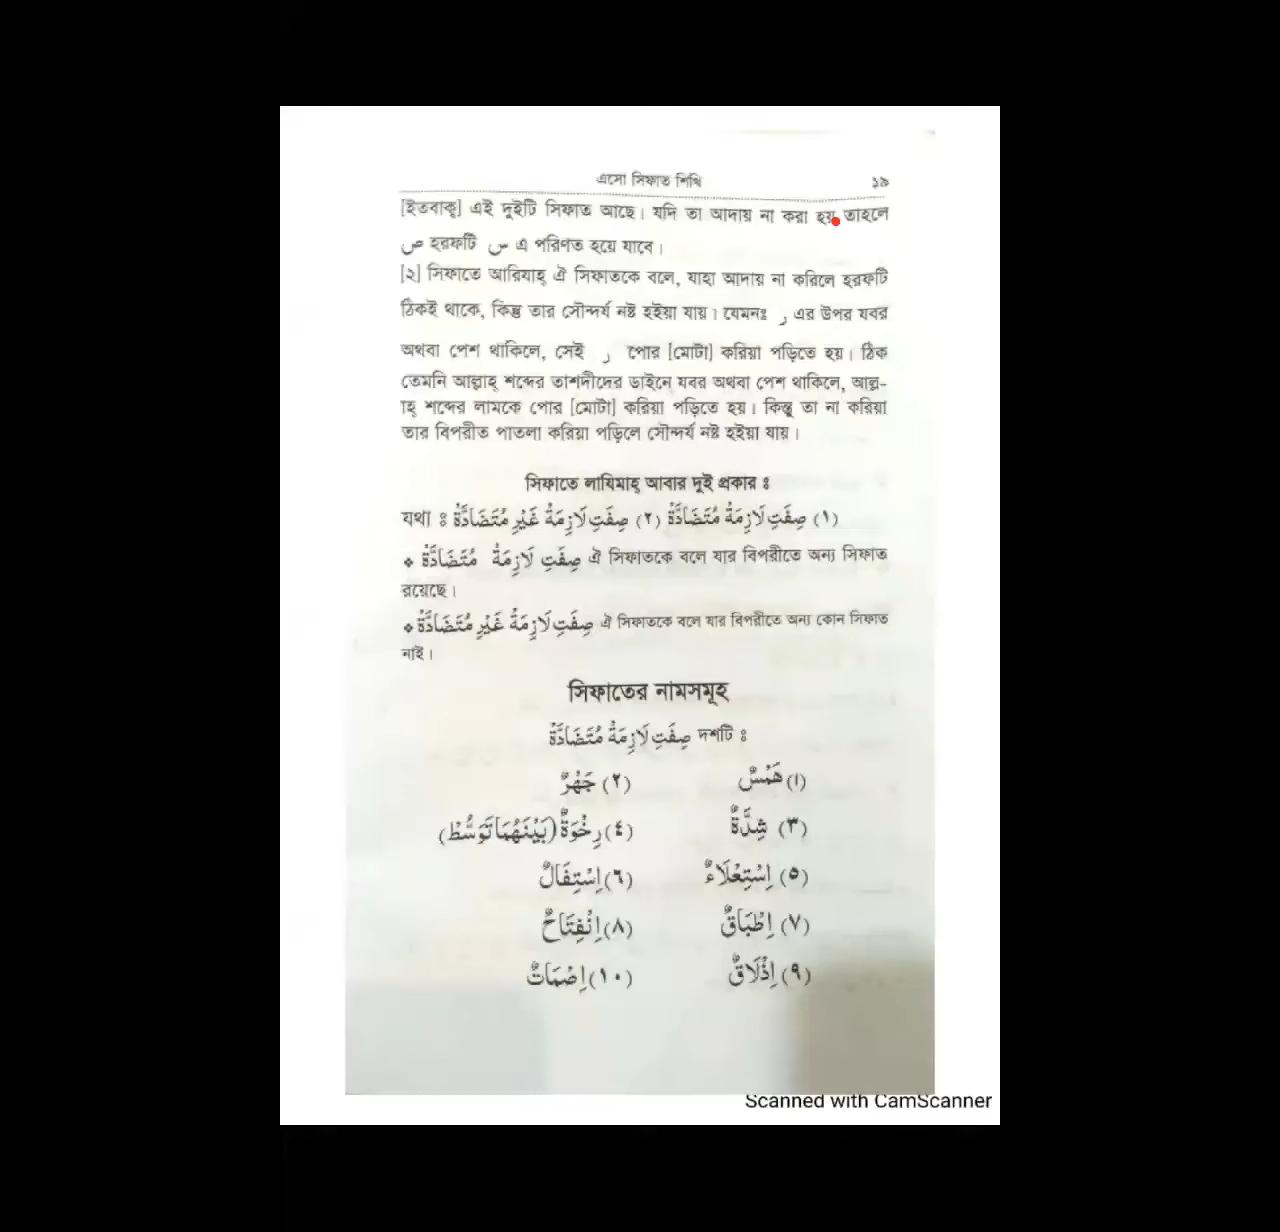 এসো সিফাত শিখি ১৯
[ইতবাক্ব] এই দুইটি সিফাত আছে। যদি তা আদায় না করা হয় তাহলে
ص হরফটি س এ পরিণত হয়ে যাবে।
[২] সিফাতে আরিযাহ্ ঐ সিফাতকে বলে, যাহা আদায় না করিলে হরফটি
ঠিকই থাকে, কিন্তু তার সৌন্দর্য নষ্ট হইয়া যায়। যেমনঃ ر এর উপর যবর
অথবা পেশ থাকিলে, সেই ر পোর [মোটা] করিয়া পড়িতে হয়। ঠিক
তেমনি আল্লাহ্ শব্দের তাশদীদের ডাইনে যবর অথবা পেশ থাকিলে, আল্ল-
াহ্ শব্দের লামকে পোর [মোটা] করিয়া পড়িতে হয়। কিন্তু তা না করিয়া
তার বিপরীত পাতলা করিয়া পড়িলে সৌন্দর্য নষ্ট হইয়া যায়।
সিফাতে লাযিমাহ্ আবার দুই প্রকার ঃ
যথা ঃ (١) صِفَتِ لَازِمَةُ مُتَضَادَّةُ (٢) صِفَتِ لَازِمَةُ غَيْرِ مُتَضَادَّةُ
❖ صِفَتِ لَازِمَةُ مُتَضَادَّةُ ঐ সিফাতকে বলে যার বিপরীতে অন্য সিফাত
রয়েছে।
❖ صِفَتِ لَازِمَةُ غَيْرِ مُتَضَادَّةُ ঐ সিফাতকে বলে যার বিপরীতে অন্য কোন সিফাত
নাই।
সিফাতের নামসমূহ
صِفَتِ لَازِمَةُ مُتَضَادَّةُ দশটি ঃ
(١) هَمْسٌ (٢) جَهْرٌ
(٣) شِدَّةٌ (٤) رِخْوَةٌ (بَيْنَهُمَا تَوَسُّطْ)
(٥) اِسْتِعْلَاءٌ (٦) اِسْتِفَالٌ
(٧) اِطْبَاقٌ (٨) اِنْفِتَاحٌ
(٩) اِذْلَاقٌ (١٠) اِصْمَاتٌ
Scanned with CamScanner